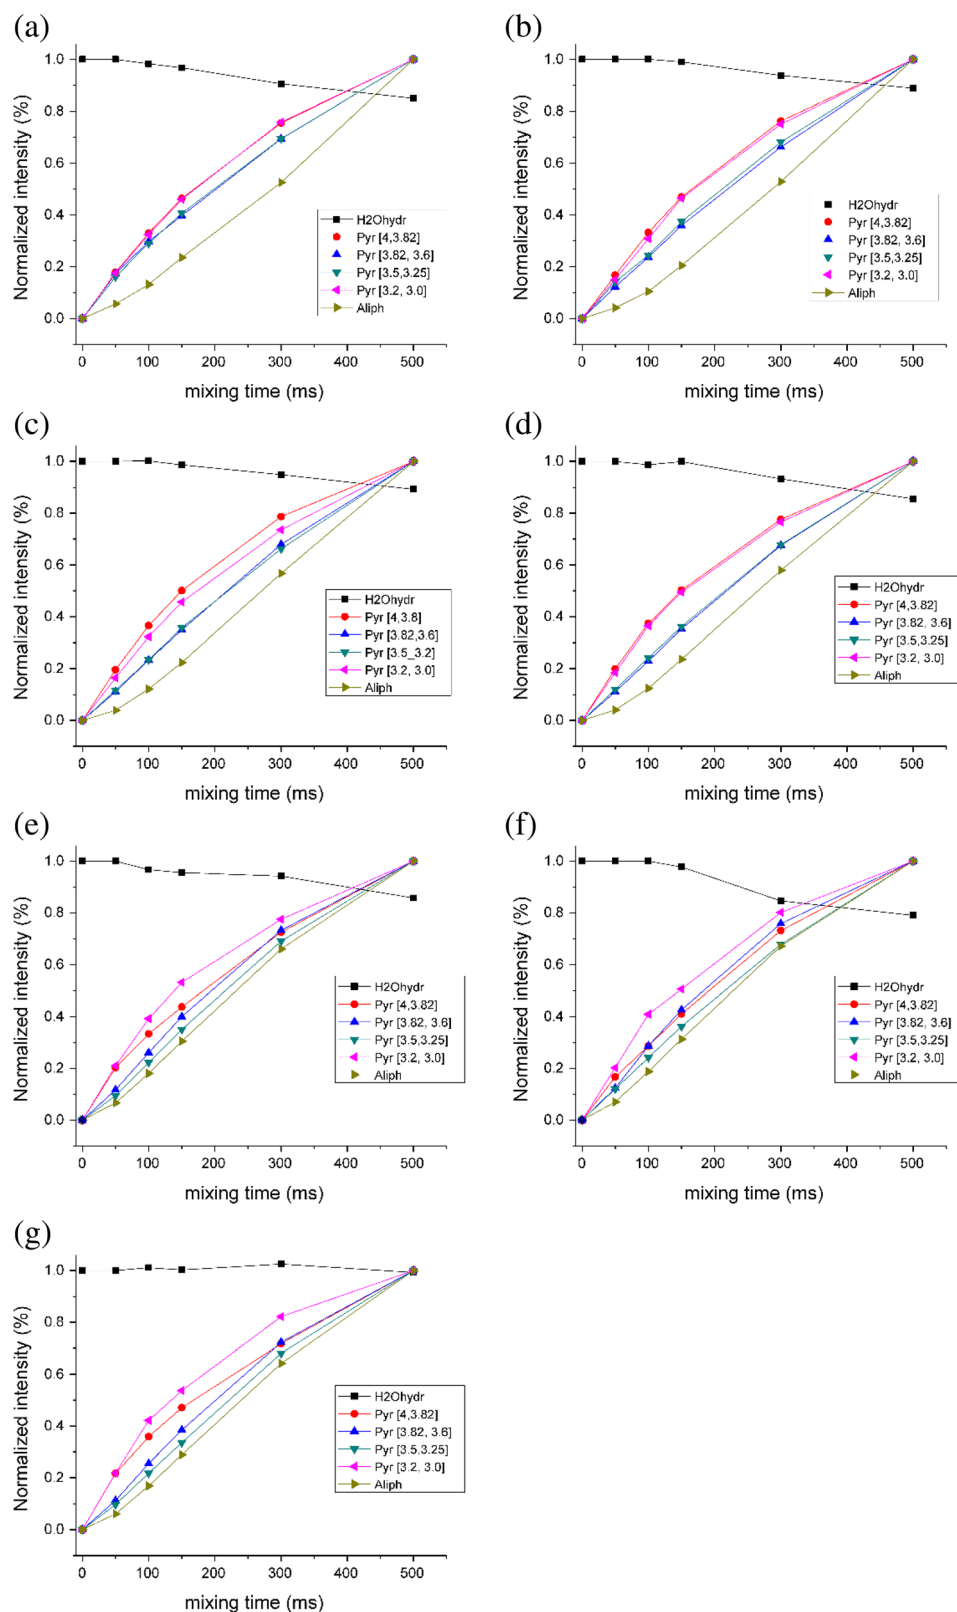 (a)
Normalized intensity (%)
1.0
0.8
0.6
0.4
0.2
0.0
H2Ohydr
Pyr [4,3.82]
Pyr [3.82, 3.6]
Pyr [3.5,3.25]
Pyr [3.2, 3.0]
Aliph
0 100 200 300 400 500
mixing time (ms)
(b)
Normalized intensity (%)
1.0
0.8
0.6
0.4
0.2
0.0
H2Ohydr
Pyr [4,3.82]
Pyr [3.82, 3.6]
Pyr [3.5,3.25]
Pyr [3.2, 3.0]
Aliph
0 100 200 300 400 500
mixing time (ms)
(c)
Normalized intensity (%)
1.0
0.8
0.6
0.4
0.2
0.0
H2Ohydr
Pyr [4,3.8]
Pyr [3.82,3.6]
Pyr [3.5_3.2]
Pyr [3.2, 3.0]
Aliph
0 100 200 300 400 500
mixing time (ms)
(d)
Normalized intensity (%)
1.0
0.8
0.6
0.4
0.2
0.0
H2Ohydr
Pyr [4,3.82]
Pyr [3.82, 3.6]
Pyr [3.5,3.25]
Pyr [3.2, 3.0]
Aliph
0 100 200 300 400 500
mixing time (ms)
(e)
Normalized intensity (%)
1.0
0.8
0.6
0.4
0.2
0.0
H2Ohydr
Pyr [4,3.82]
Pyr [3.82, 3.6]
Pyr [3.5,3.25]
Pyr [3.2, 3.0]
Aliph
0 100 200 300 400 500
mixing time (ms)
(f)
Normalized intensity (%)
1.0
0.8
0.6
0.4
0.2
0.0
H2Ohydr
Pyr [4,3.82]
Pyr [3.82, 3.6]
Pyr [3.5,3.25]
Pyr [3.2, 3.0]
Aliph
0 100 200 300 400 500
mixing time (ms)
(g)
Normalized intensity (%)
1.0
0.8
0.6
0.4
0.2
0.0
H2Ohydr
Pyr [4,3.82]
Pyr [3.82, 3.6]
Pyr [3.5,3.25]
Pyr [3.2, 3.0]
Aliph
0 100 200 300 400 500
mixing time (ms)